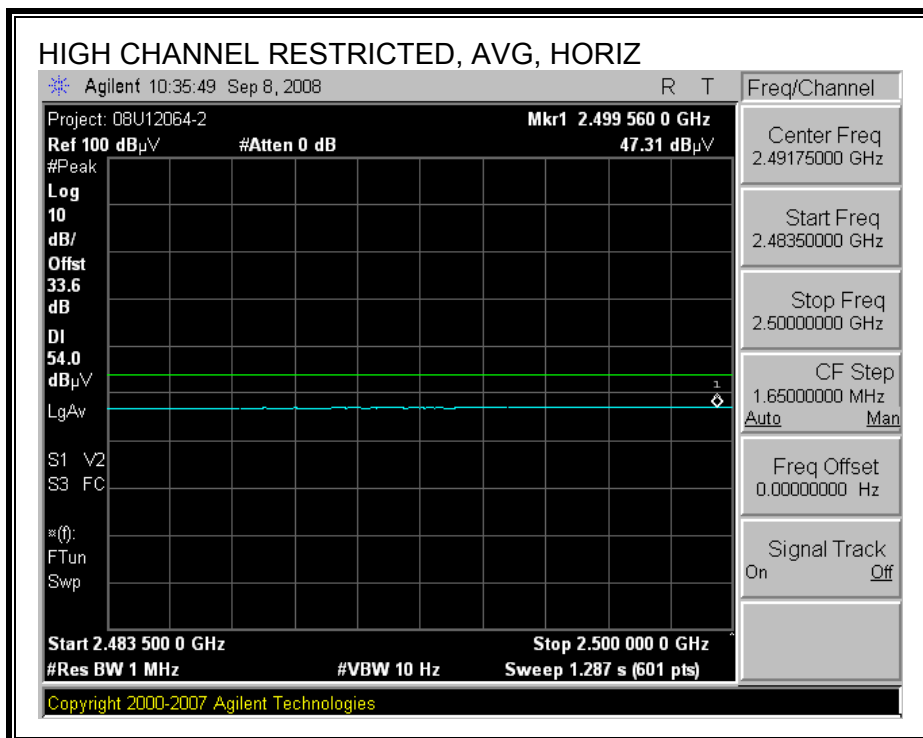 HIGH CHANNEL RESTRICTED, AVG, HORIZ
Agilent 10:35:49 Sep 8, 2008 R T
Freq/Channel
Project: 08U12064-2 Mkr1 2.499 560 0 GHz
Ref 100 dBµV #Atten 0 dB 47.31 dBµV
#Peak
Log
10
dB/
Offst
33.6
dB
DI
54.0
dBµV
LgAv
S1 V2
S3 FC
¤(f):
FTun
Swp
1
Start 2.483 500 0 GHz Stop 2.500 000 0 GHz ^
#Res BW 1 MHz #VBW 10 Hz Sweep 1.287 s (601 pts)
Center Freq
2.49175000 GHz
Start Freq
2.48350000 GHz
Stop Freq
2.50000000 GHz
CF Step
1.65000000 MHz
Auto Man
Freq Offset
0.00000000 Hz
Signal Track
On Off
Copyright 2000-2007 Agilent Technologies